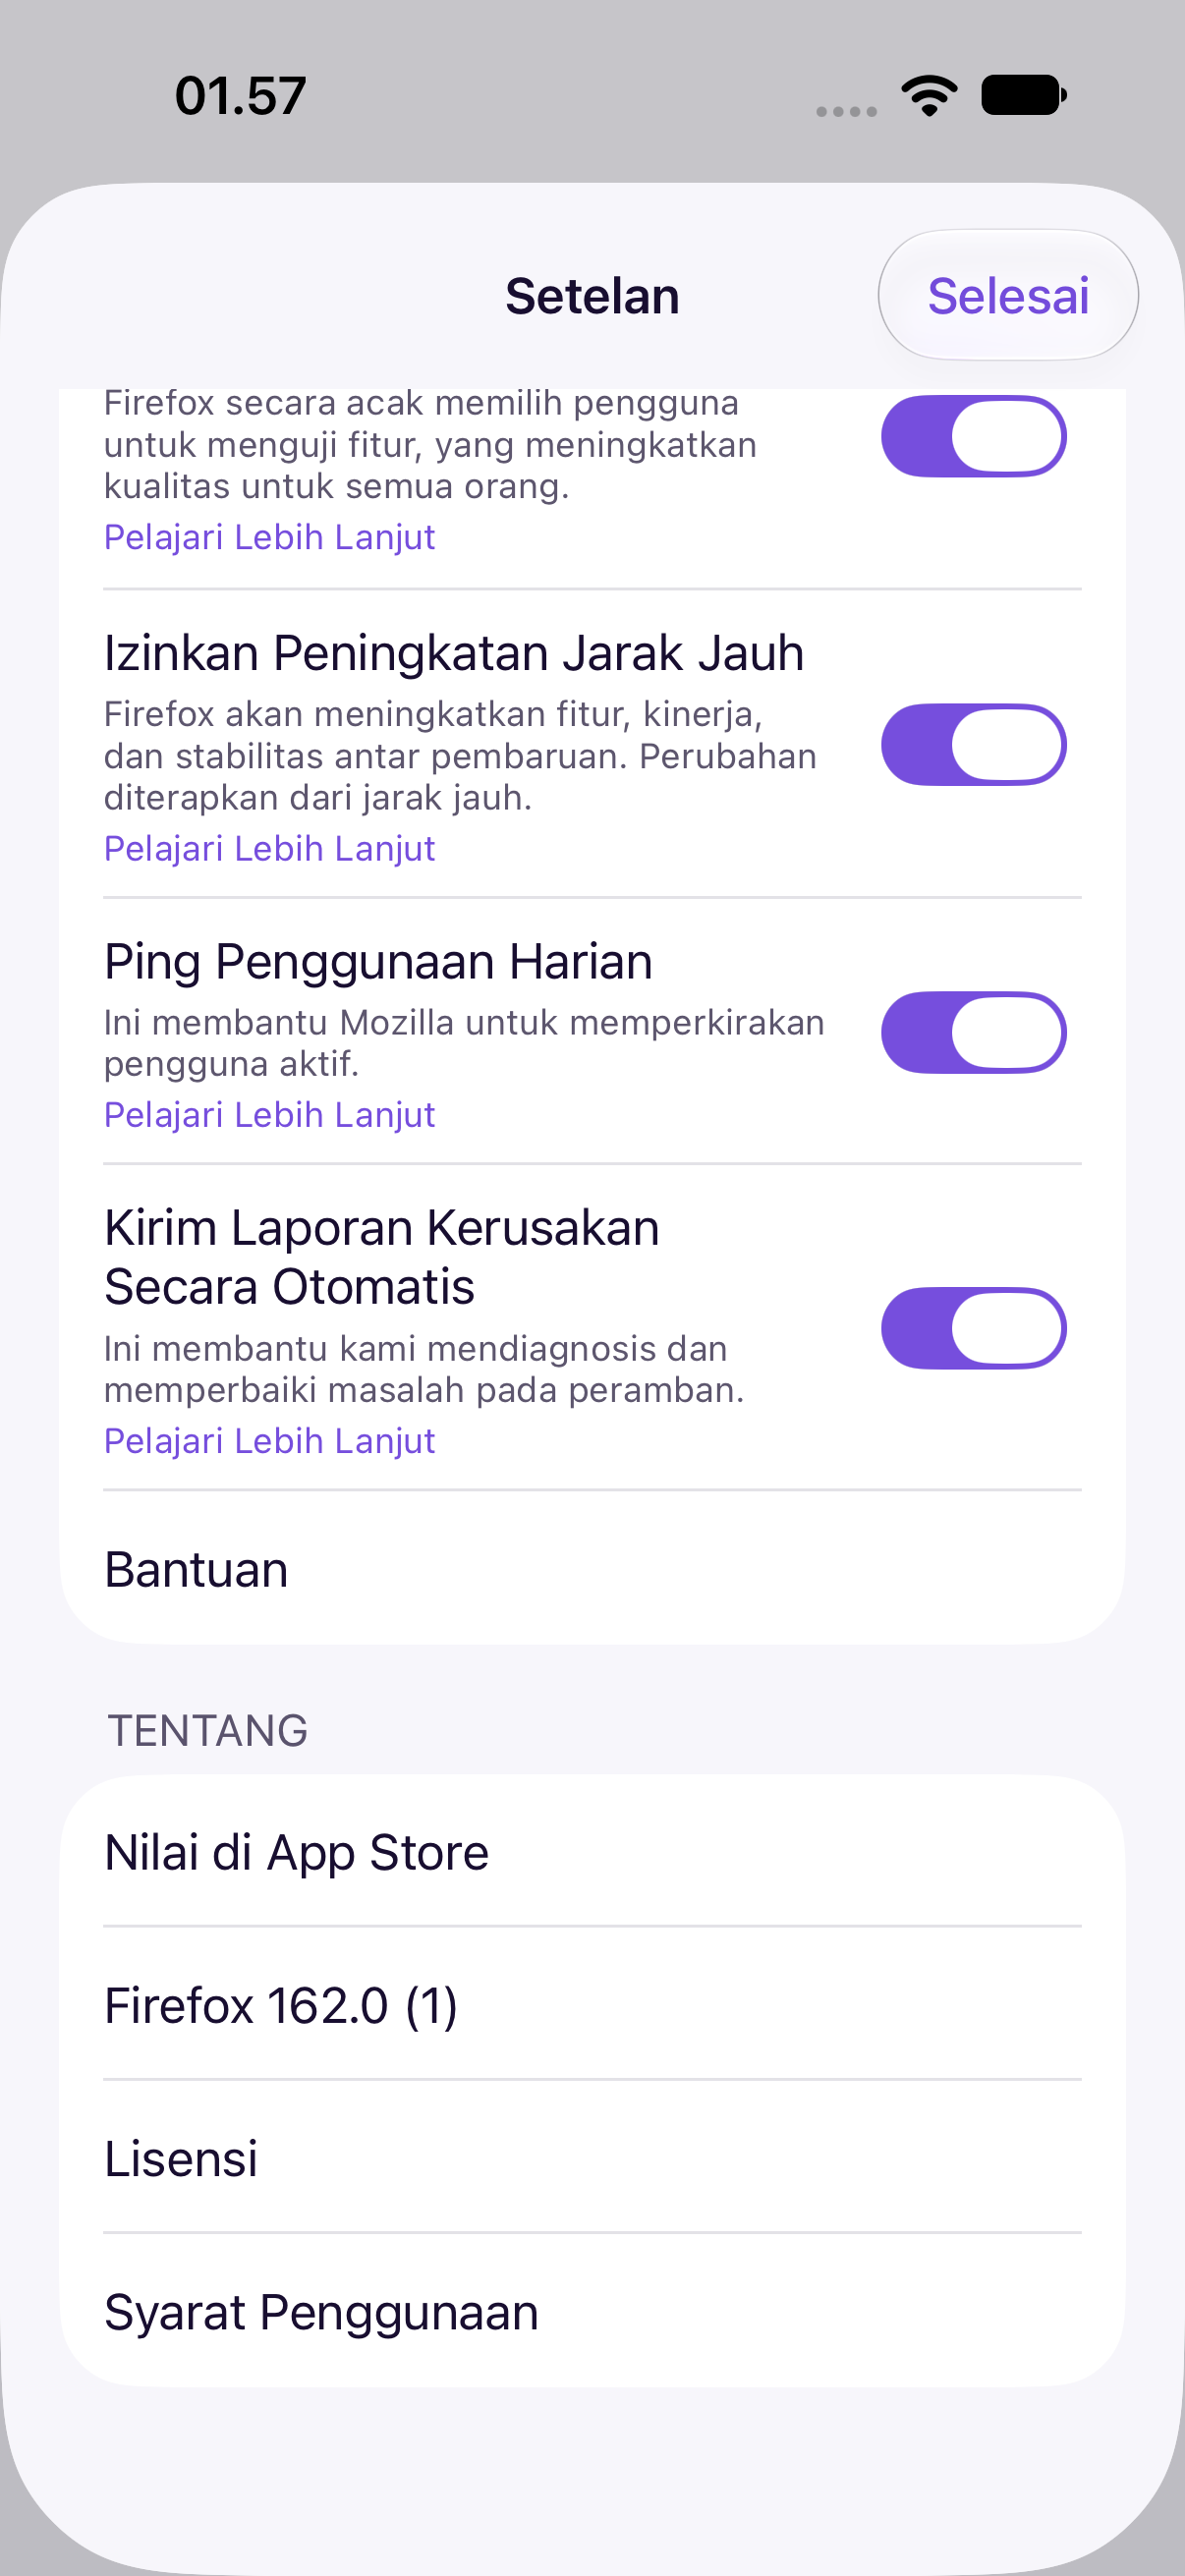 01.57
Setelan
Selesai
Firefox secara acak memilih pengguna
untuk menguji fitur, yang meningkatkan
kualitas untuk semua orang.
Pelajari Lebih Lanjut
Izinkan Peningkatan Jarak Jauh
Firefox akan meningkatkan fitur, kinerja,
dan stabilitas antar pembaruan. Perubahan
diterapkan dari jarak jauh.
Pelajari Lebih Lanjut
Ping Penggunaan Harian
Ini membantu Mozilla untuk memperkirakan
pengguna aktif.
Pelajari Lebih Lanjut
Kirim Laporan Kerusakan
Secara Otomatis
Ini membantu kami mendiagnosis dan
memperbaiki masalah pada peramban.
Pelajari Lebih Lanjut
Bantuan
TENTANG
Nilai di App Store
Firefox 162.0 (1)
Lisensi
Syarat Penggunaan